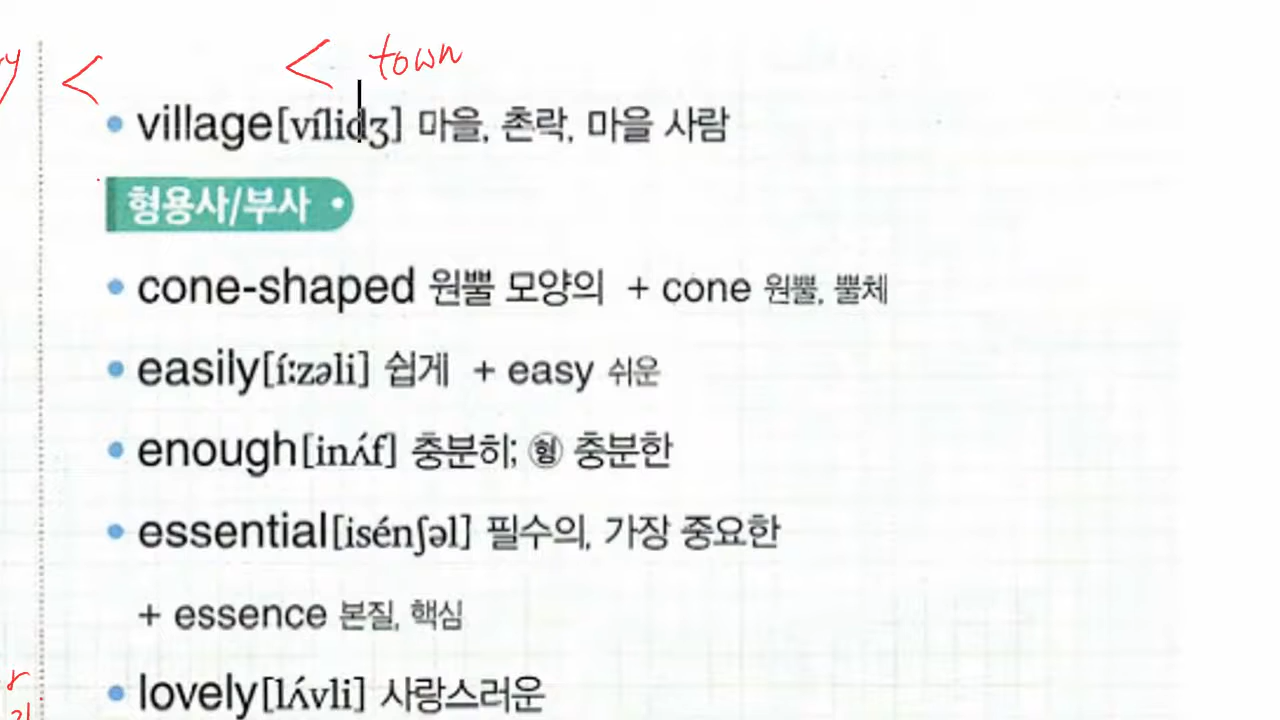 < < town
village[vílidʒ] 마을, 촌락, 마을 사람
형용사/부사
cone-shaped 원뿔 모양의 + cone 원뿔, 뿔체
easily[íːzəli] 쉽게 + easy 쉬운
enough[inʌ́f] 충분히; 형 충분한
essential[isénʃəl] 필수의, 가장 중요한
+ essence 본질, 핵심
lovely[lʌ́vli] 사랑스러운